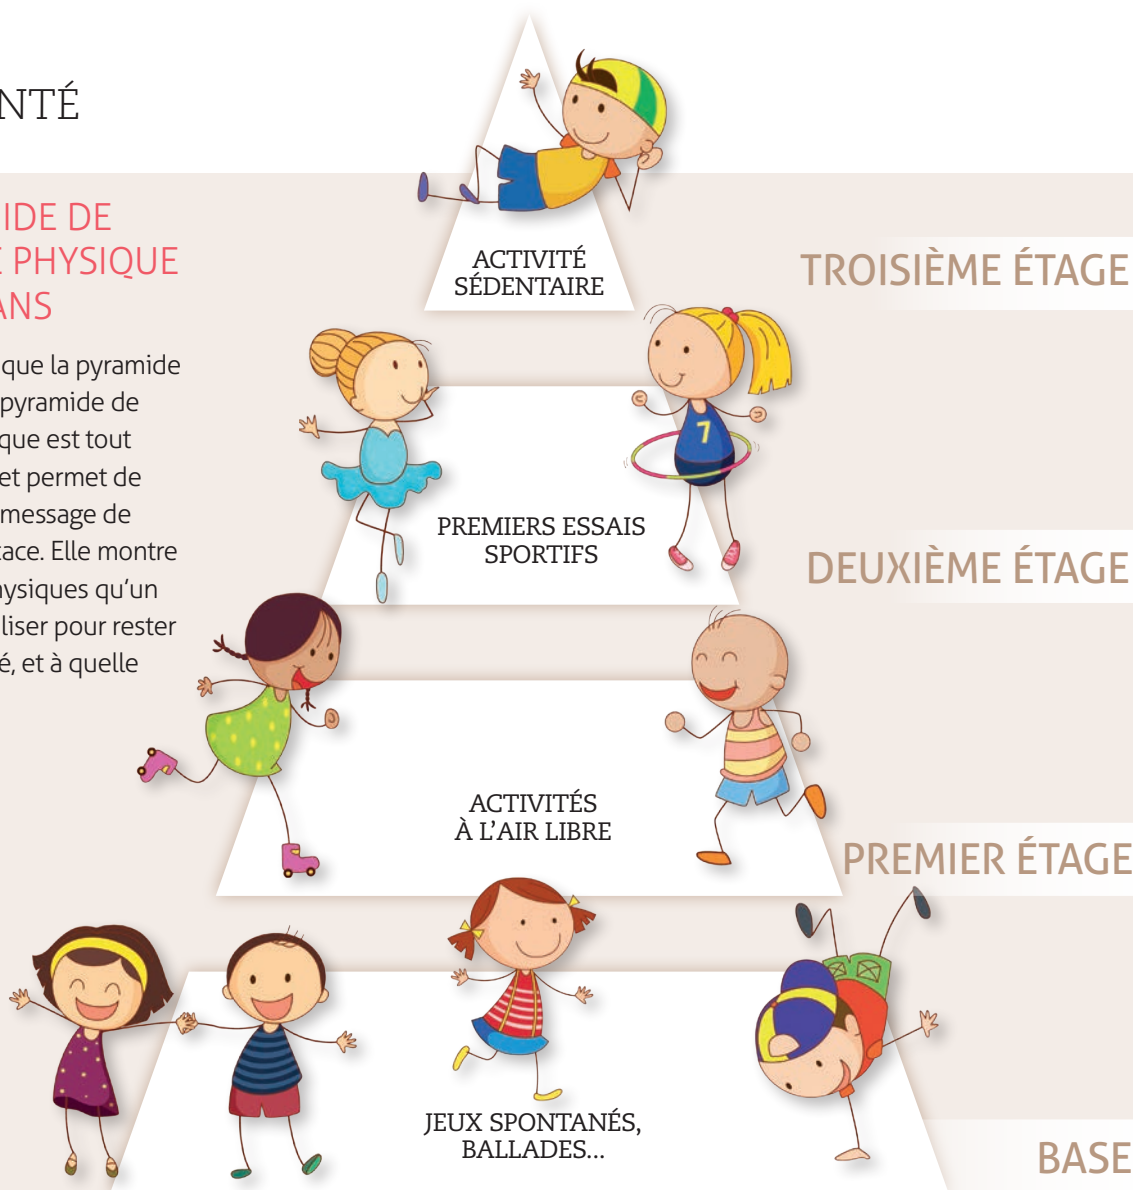 NTÉ
IDE DE
PHYSIQUE
ANS
que la pyramide
pyramide de
que est tout
et permet de
message de
ace. Elle montre
ysiques qu’un
liser pour rester
é, et à quelle
ACTIVITÉ
SÉDENTAIRE
TROISIÈME ÉTAGE
7
PREMIERS ESSAIS
SPORTIFS
DEUXIÈME ÉTAGE
ACTIVITÉS
À L’AIR LIBRE
PREMIER ÉTAGE
JEUX SPONTANÉS,
BALLADES...
BASE